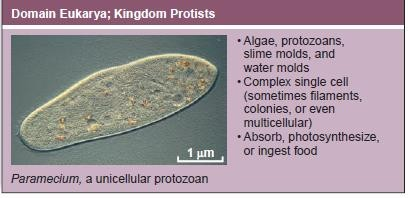 Domain Eukarya; Kingdom Protists
• Algae, protozoans,
slime molds, and
water molds
• Complex single cell
(sometimes filaments,
colonies, or even
multicellular)
• Absorb, photosynthesize,
or ingest food
1 μm
Paramecium, a unicellular protozoan